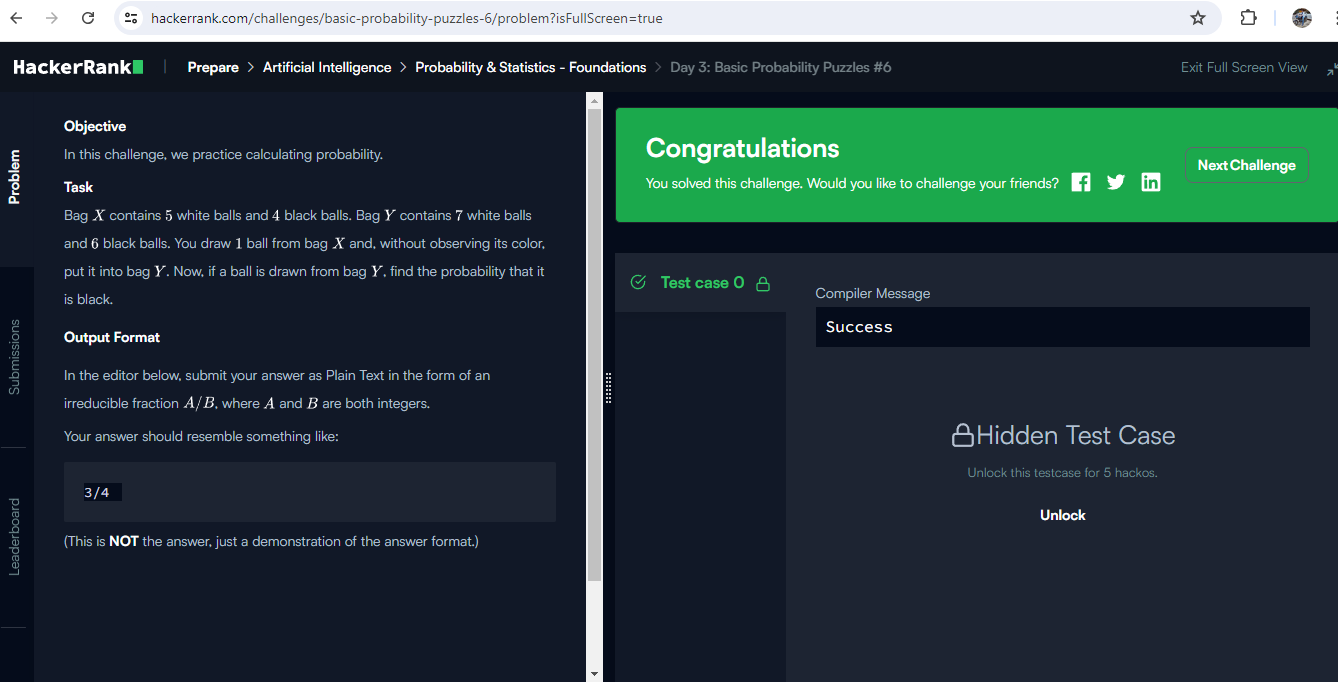 hackerrank.com/challenges/basic-probability-puzzles-6/problem?isFullScreen=true
HackerRank | Prepare > Artificial Intelligence > Probability & Statistics - Foundations > Day 3: Basic Probability Puzzles #6
Exit Full Screen View
Problem
Submissions
Leaderboard
Objective
In this challenge, we practice calculating probability.
Task
Bag X contains 5 white balls and 4 black balls. Bag Y contains 7 white balls
and 6 black balls. You draw 1 ball from bag X and, without observing its color,
put it into bag Y. Now, if a ball is drawn from bag Y, find the probability that it
is black.
Output Format
In the editor below, submit your answer as Plain Text in the form of an
irreducible fraction A/B, where A and B are both integers.
Your answer should resemble something like:
3/4
(This is NOT the answer, just a demonstration of the answer format.)
Congratulations
You solved this challenge. Would you like to challenge your friends?
Next Challenge
Test case 0
Compiler Message
Success
Hidden Test Case
Unlock this testcase for 5 hackos.
Unlock